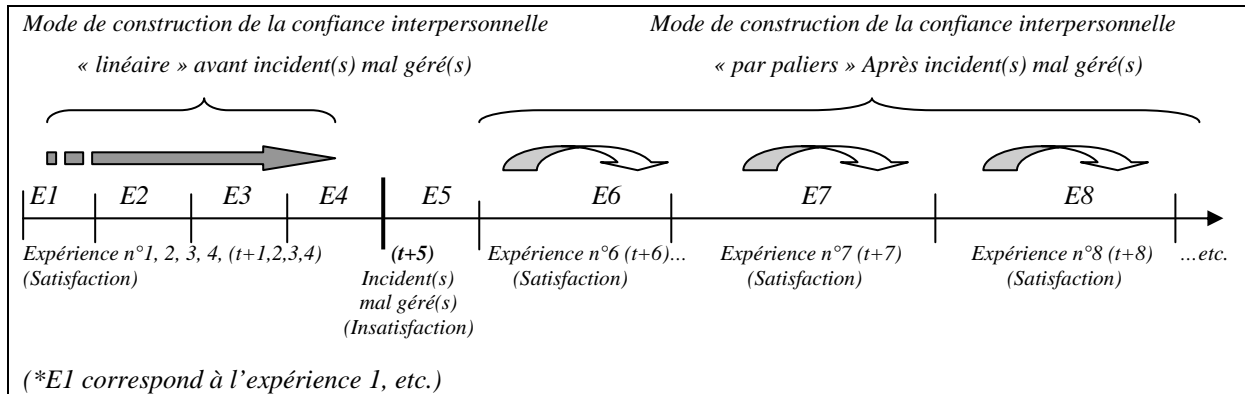 Mode de construction de la confiance interpersonnelle
« linéaire » avant incident(s) mal géré(s)
Mode de construction de la confiance interpersonnelle
« par paliers » Après incident(s) mal géré(s)
E1 E2 E3 E4 E5 E6 E7 E8
Expérience n°1, 2, 3, 4, (t+1,2,3,4)
(Satisfaction)
(t+5)
Incident(s)
mal géré(s)
(Insatisfaction)
Expérience n°6 (t+6)...
(Satisfaction)
Expérience n°7 (t+7)
(Satisfaction)
Expérience n°8 (t+8)
(Satisfaction)
...etc.
(*E1 correspond à l’expérience 1, etc.)